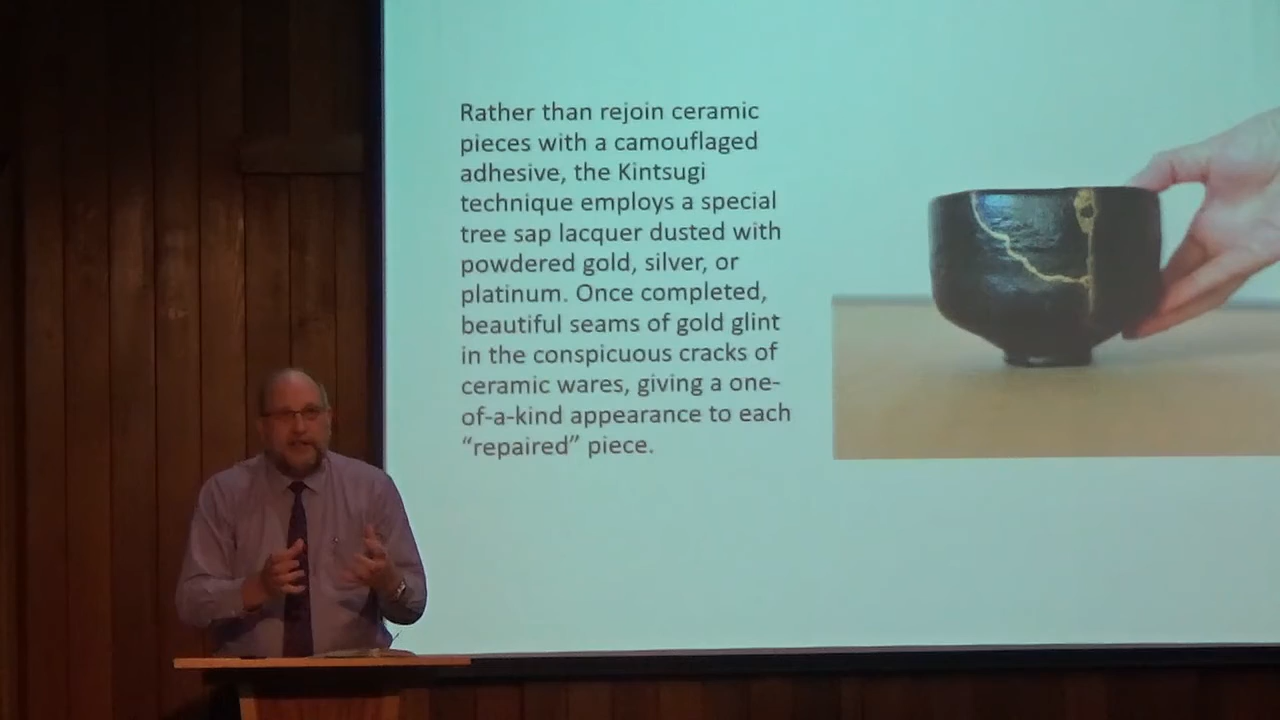 Rather than rejoin ceramic
pieces with a camouflaged
adhesive, the Kintsugi
technique employs a special
tree sap lacquer dusted with
powdered gold, silver, or
platinum. Once completed,
beautiful seams of gold glint
in the conspicuous cracks of
ceramic wares, giving a one-
of-a-kind appearance to each
“repaired” piece.